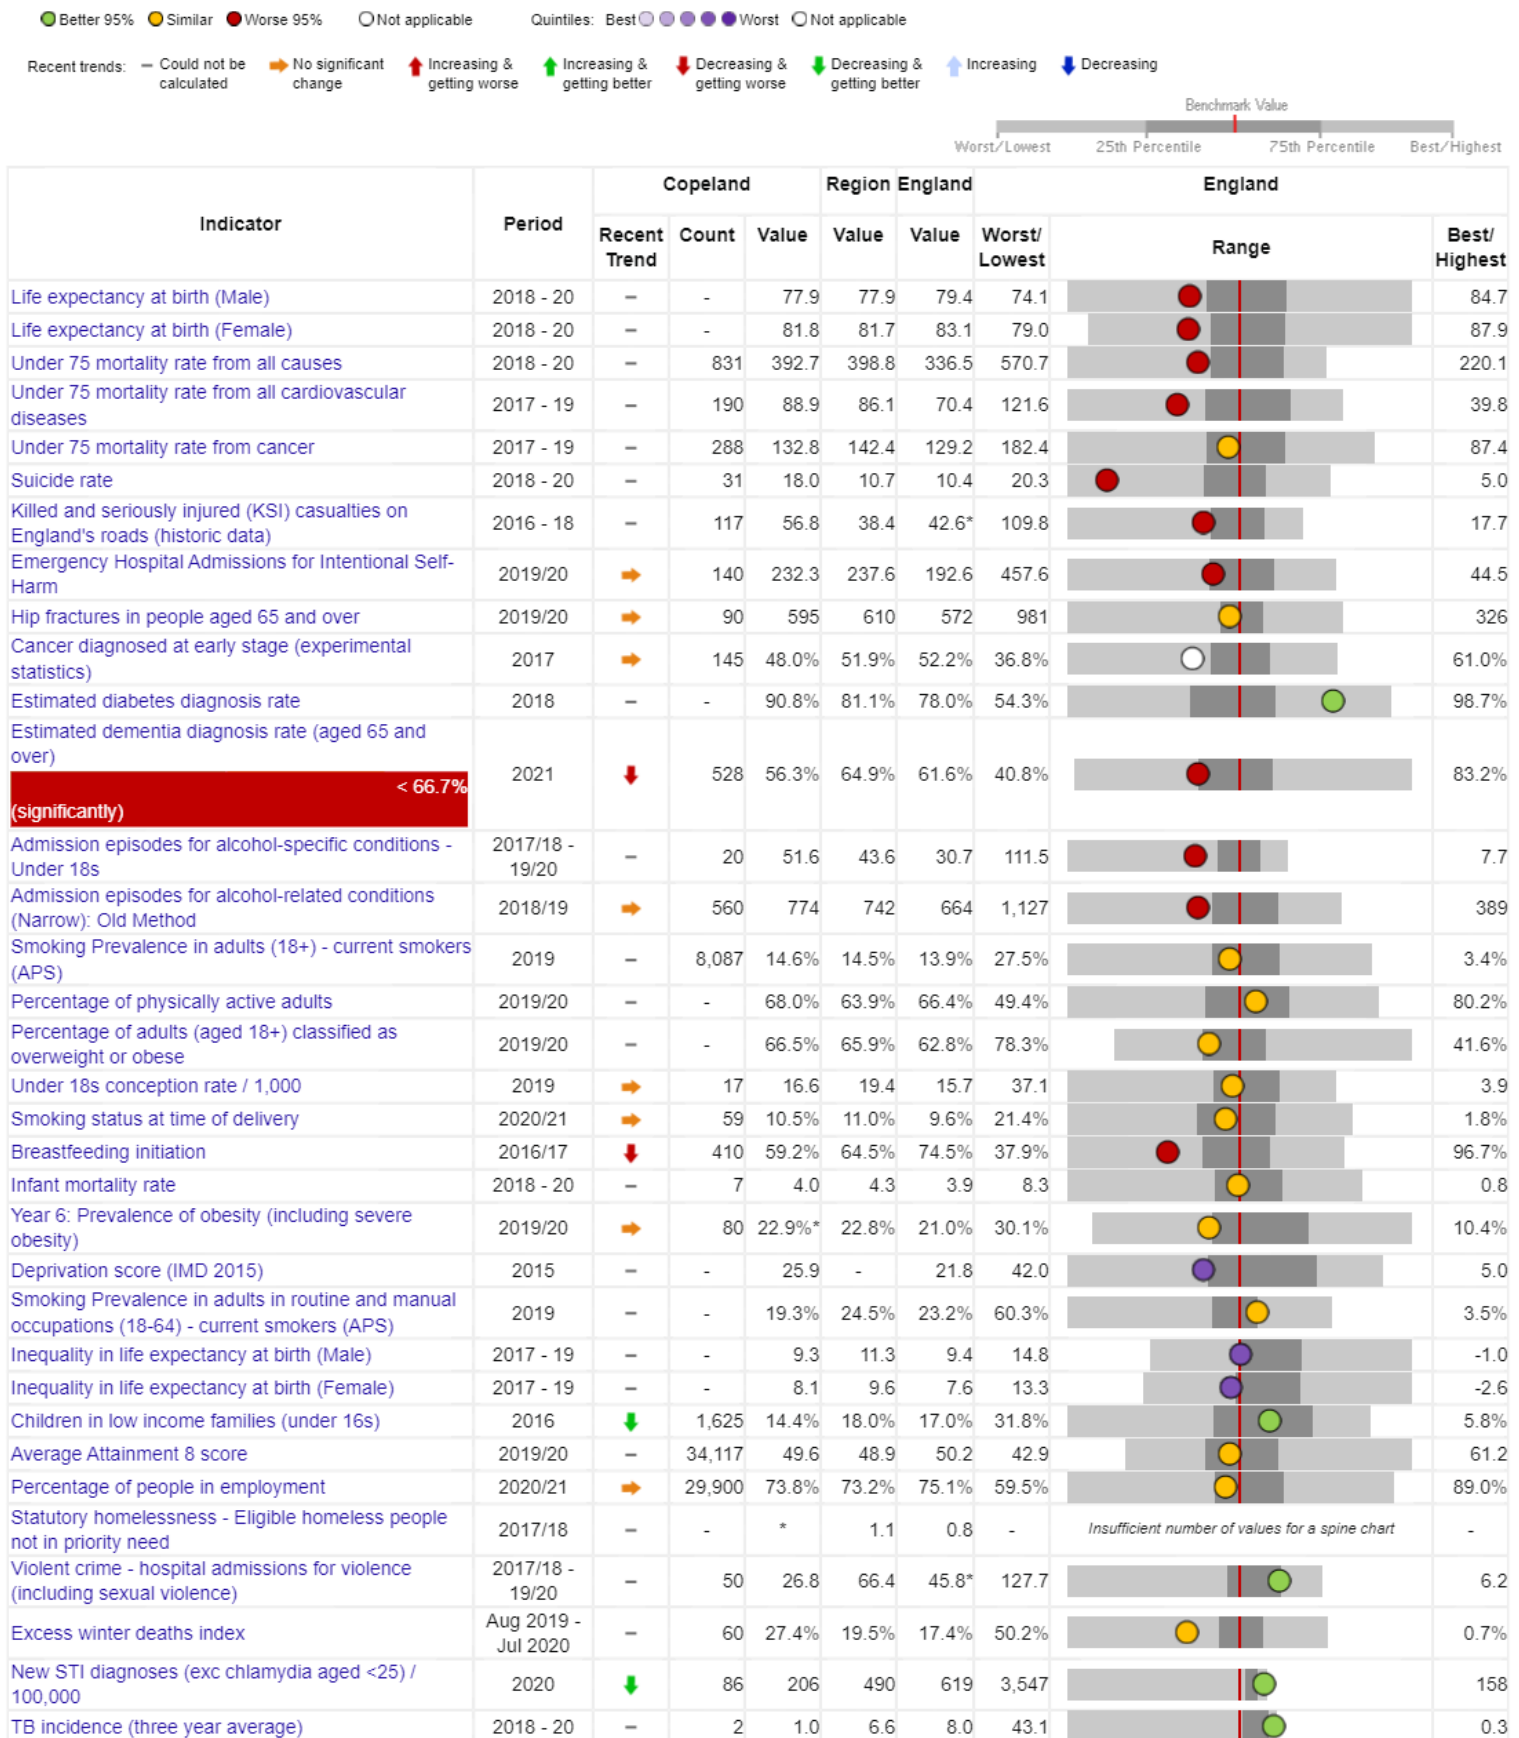 Better 95% Similar Worse 95% Not applicable Quintiles: Best Worst Not applicable
Recent trends: – Could not be calculated No significant change Increasing & getting worse Increasing & getting better Decreasing & getting worse Decreasing & getting better Increasing Decreasing
Benchmark Value
Worst/Lowest 25th Percentile 75th Percentile Best/Highest
Copeland Region England England
Indicator Period Recent Trend Count Value Value Value Worst/ Lowest Range Best/ Highest
Life expectancy at birth (Male) 2018 - 20 – - 77.9 77.9 79.4 74.1 84.7
Life expectancy at birth (Female) 2018 - 20 – - 81.8 81.7 83.1 79.0 87.9
Under 75 mortality rate from all causes 2018 - 20 – 831 392.7 398.8 336.5 570.7 220.1
Under 75 mortality rate from all cardiovascular diseases 2017 - 19 – 190 88.9 86.1 70.4 121.6 39.8
Under 75 mortality rate from cancer 2017 - 19 – 288 132.8 142.4 129.2 182.4 87.4
Suicide rate 2018 - 20 – 31 18.0 10.7 10.4 20.3 5.0
Killed and seriously injured (KSI) casualties on England's roads (historic data) 2016 - 18 – 117 56.8 38.4 42.6* 109.8 17.7
Emergency Hospital Admissions for Intentional Self-Harm 2019/20 140 232.3 237.6 192.6 457.6 44.5
Hip fractures in people aged 65 and over 2019/20 90 595 610 572 981 326
Cancer diagnosed at early stage (experimental statistics) 2017 145 48.0% 51.9% 52.2% 36.8% 61.0%
Estimated diabetes diagnosis rate 2018 – - 90.8% 81.1% 78.0% 54.3% 98.7%
Estimated dementia diagnosis rate (aged 65 and over) < 66.7% (significantly) 2021 528 56.3% 64.9% 61.6% 40.8% 83.2%
Admission episodes for alcohol-specific conditions - Under 18s 2017/18 - 19/20 – 20 51.6 43.6 30.7 111.5 7.7
Admission episodes for alcohol-related conditions (Narrow): Old Method 2018/19 560 774 742 664 1,127 389
Smoking Prevalence in adults (18+) - current smokers (APS) 2019 – 8,087 14.6% 14.5% 13.9% 27.5% 3.4%
Percentage of physically active adults 2019/20 – - 68.0% 63.9% 66.4% 49.4% 80.2%
Percentage of adults (aged 18+) classified as overweight or obese 2019/20 – - 66.5% 65.9% 62.8% 78.3% 41.6%
Under 18s conception rate / 1,000 2019 17 16.6 19.4 15.7 37.1 3.9
Smoking status at time of delivery 2020/21 59 10.5% 11.0% 9.6% 21.4% 1.8%
Breastfeeding initiation 2016/17 410 59.2% 64.5% 74.5% 37.9% 96.7%
Infant mortality rate 2018 - 20 – 7 4.0 4.3 3.9 8.3 0.8
Year 6: Prevalence of obesity (including severe obesity) 2019/20 80 22.9%* 22.8% 21.0% 30.1% 10.4%
Deprivation score (IMD 2015) 2015 – - 25.9 - 21.8 42.0 5.0
Smoking Prevalence in adults in routine and manual occupations (18-64) - current smokers (APS) 2019 – - 19.3% 24.5% 23.2% 60.3% 3.5%
Inequality in life expectancy at birth (Male) 2017 - 19 – - 9.3 11.3 9.4 14.8 -1.0
Inequality in life expectancy at birth (Female) 2017 - 19 – - 8.1 9.6 7.6 13.3 -2.6
Children in low income families (under 16s) 2016 1,625 14.4% 18.0% 17.0% 31.8% 5.8%
Average Attainment 8 score 2019/20 – 34,117 49.6 48.9 50.2 42.9 61.2
Percentage of people in employment 2020/21 29,900 73.8% 73.2% 75.1% 59.5% 89.0%
Statutory homelessness - Eligible homeless people not in priority need 2017/18 – - * 1.1 0.8 - Insufficient number of values for a spine chart -
Violent crime - hospital admissions for violence (including sexual violence) 2017/18 - 19/20 – 50 26.8 66.4 45.8* 127.7 6.2
Excess winter deaths index Aug 2019 - Jul 2020 – 60 27.4% 19.5% 17.4% 50.2% 0.7%
New STI diagnoses (exc chlamydia aged <25) / 100,000 2020 86 206 490 619 3,547 158
TB incidence (three year average) 2018 - 20 – 2 1.0 6.6 8.0 43.1 0.3